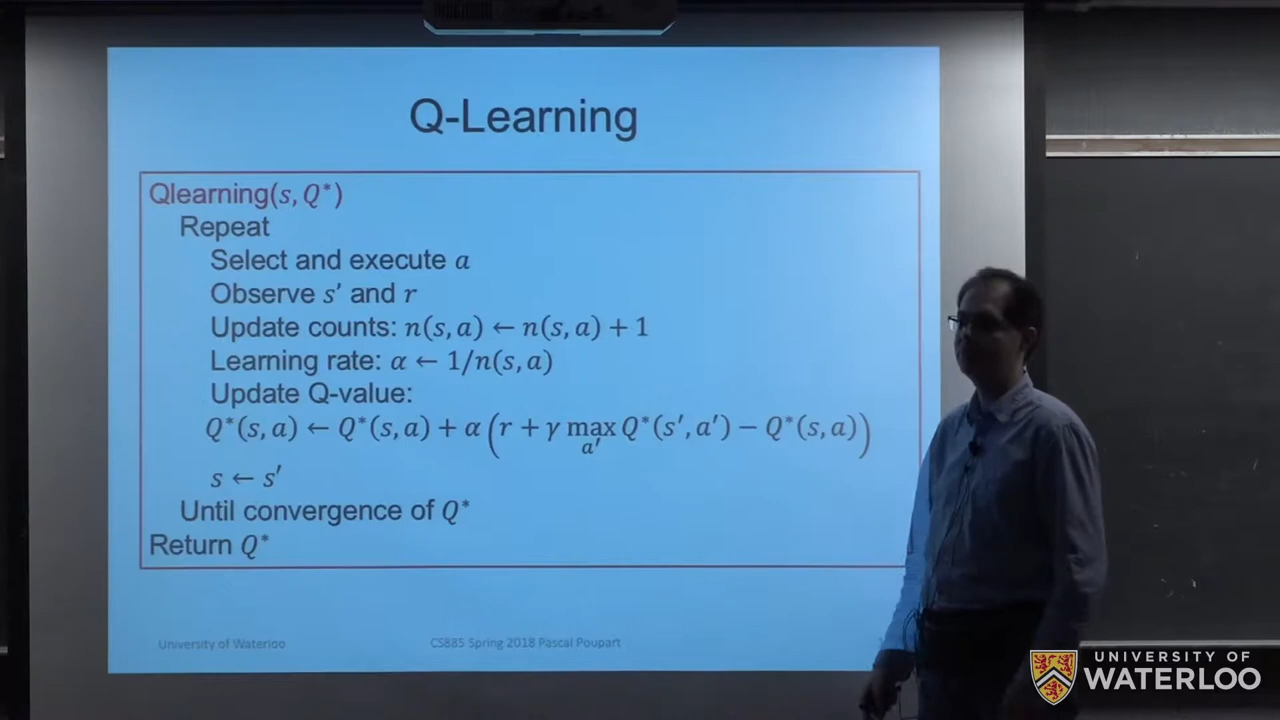 Q-Learning
Qlearning(s, Q*)
Repeat
Select and execute a
Observe s′ and r
Update counts: n(s, a) ← n(s, a) + 1
Learning rate: α ← 1/n(s, a)
Update Q-value:
Q*(s, a) ← Q*(s, a) + α (r + γ max a′ Q*(s′, a′) − Q*(s, a))
s ← s′
Until convergence of Q*
Return Q*
University of Waterloo
CS885 Spring 2018 Pascal Poupart
UNIVERSITY OF
WATERLOO